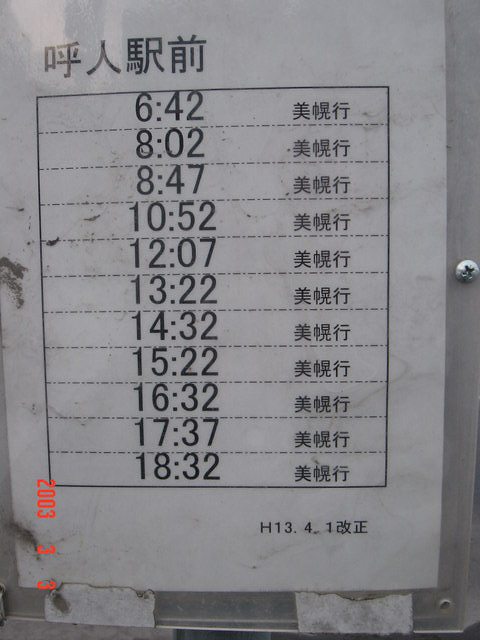 呼人駅前
6:42 美幌行
8:02 美幌行
8:47 美幌行
10:52 美幌行
12:07 美幌行
13:22 美幌行
14:32 美幌行
15:22 美幌行
16:32 美幌行
17:37 美幌行
18:32 美幌行
H13.4.1改正
2003 3 3